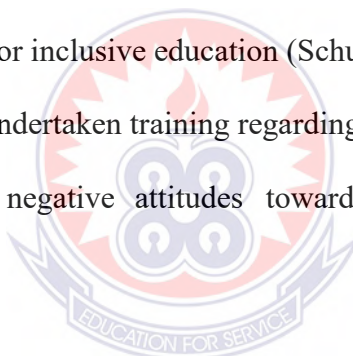 or inclusive education (Schu
ndertaken training regarding
negative attitudes toward
EDUCATION FOR SERVICE